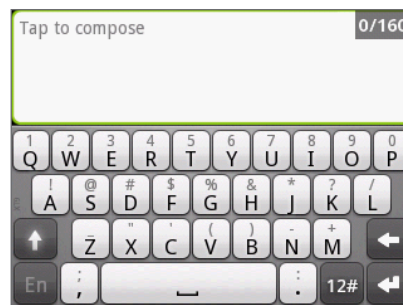 Tap to compose 0/160
1 2 3 4 5 6 7 8 9 0
Q W E R T Y U I O P
! @ # $ % & * ? /
A S D F G H J K L
_ " ' ( ) - +
Z X C V B N M
En ; , : . 12#